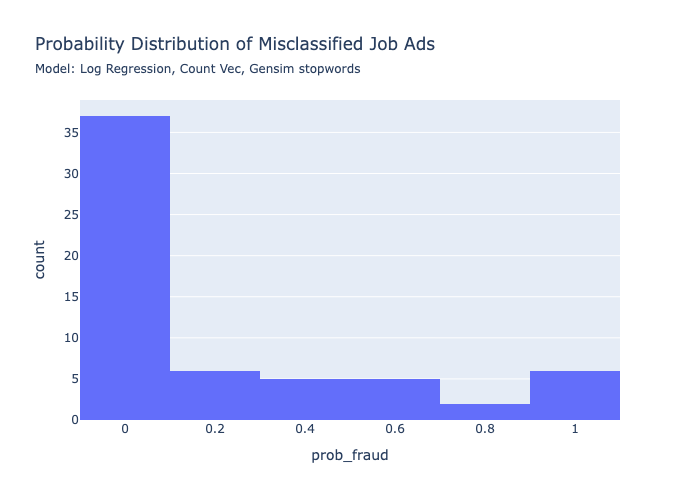 Probability Distribution of Misclassified Job Ads
Model: Log Regression, Count Vec, Gensim stopwords
35
30
25
20
15
10
5
0
count
0 0.2 0.4 0.6 0.8 1
prob_fraud